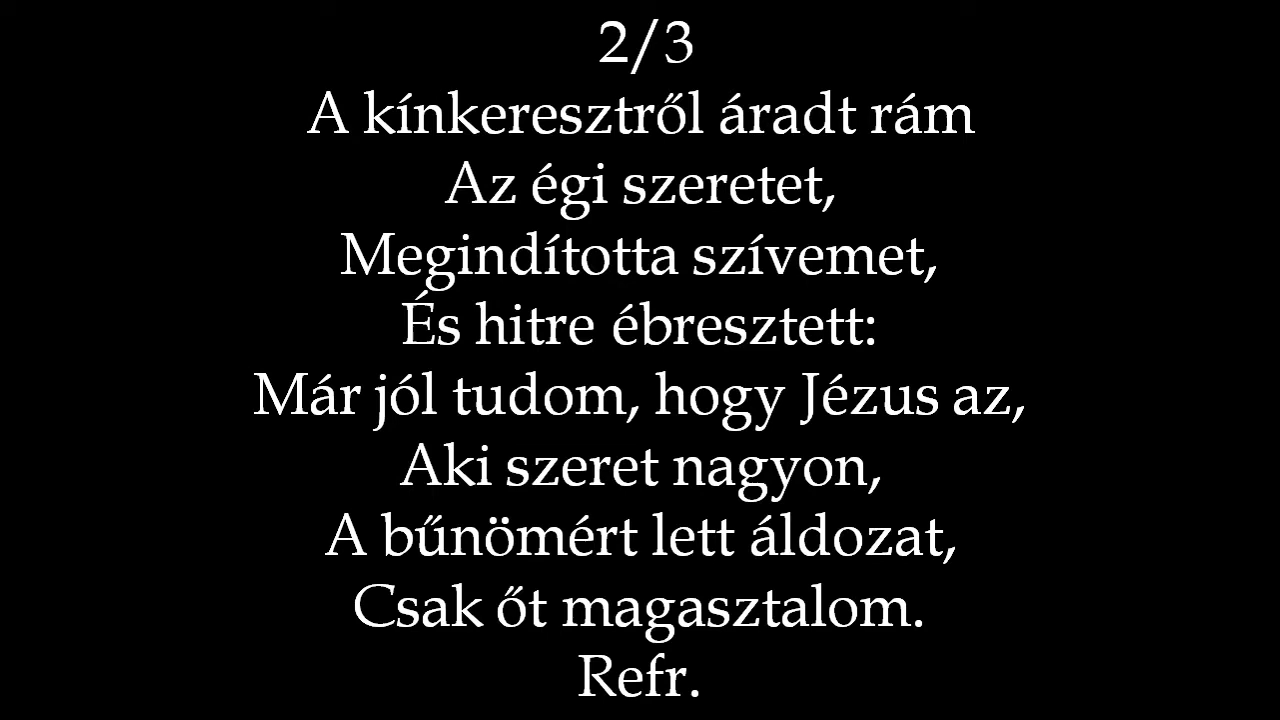 2/3
A kínkeresztről áradt rám
Az égi szeretet,
Megindította szívemet,
És hitre ébresztett:
Már jól tudom, hogy Jézus az,
Aki szeret nagyon,
A bűnömért lett áldozat,
Csak őt magasztalom.
Refr.